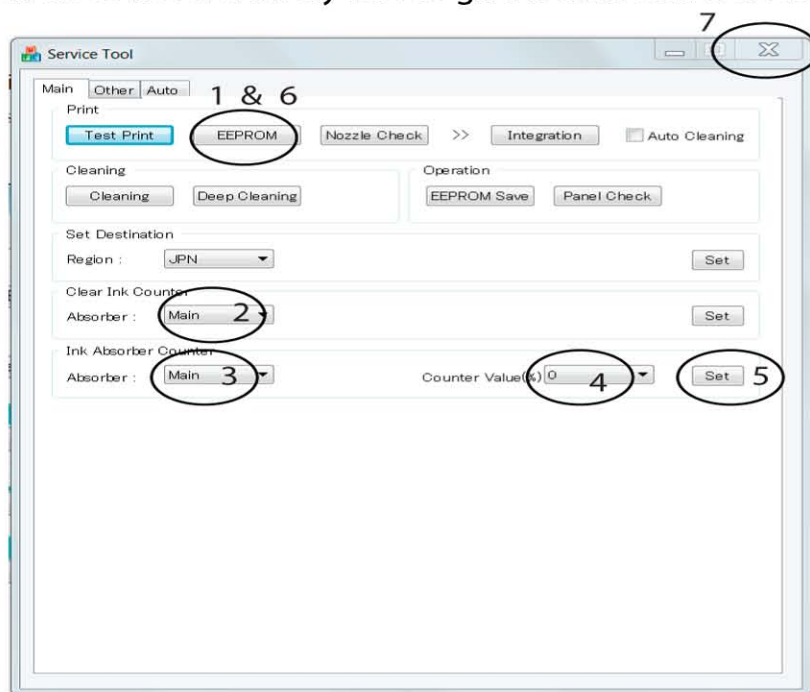 7
Service Tool
Main Other Auto
1 & 6
Print
Test Print EEPROM Nozzle Check >> Integration Auto Cleaning
Cleaning Operation
Cleaning Deep Cleaning EEPROM Save Panel Check
Set Destination
Region : JPN Set
Clear Ink Counter
Absorber : Main 2 Set
Ink Absorber Counter
Absorber : Main 3 Counter Value(%) 0 4 Set 5